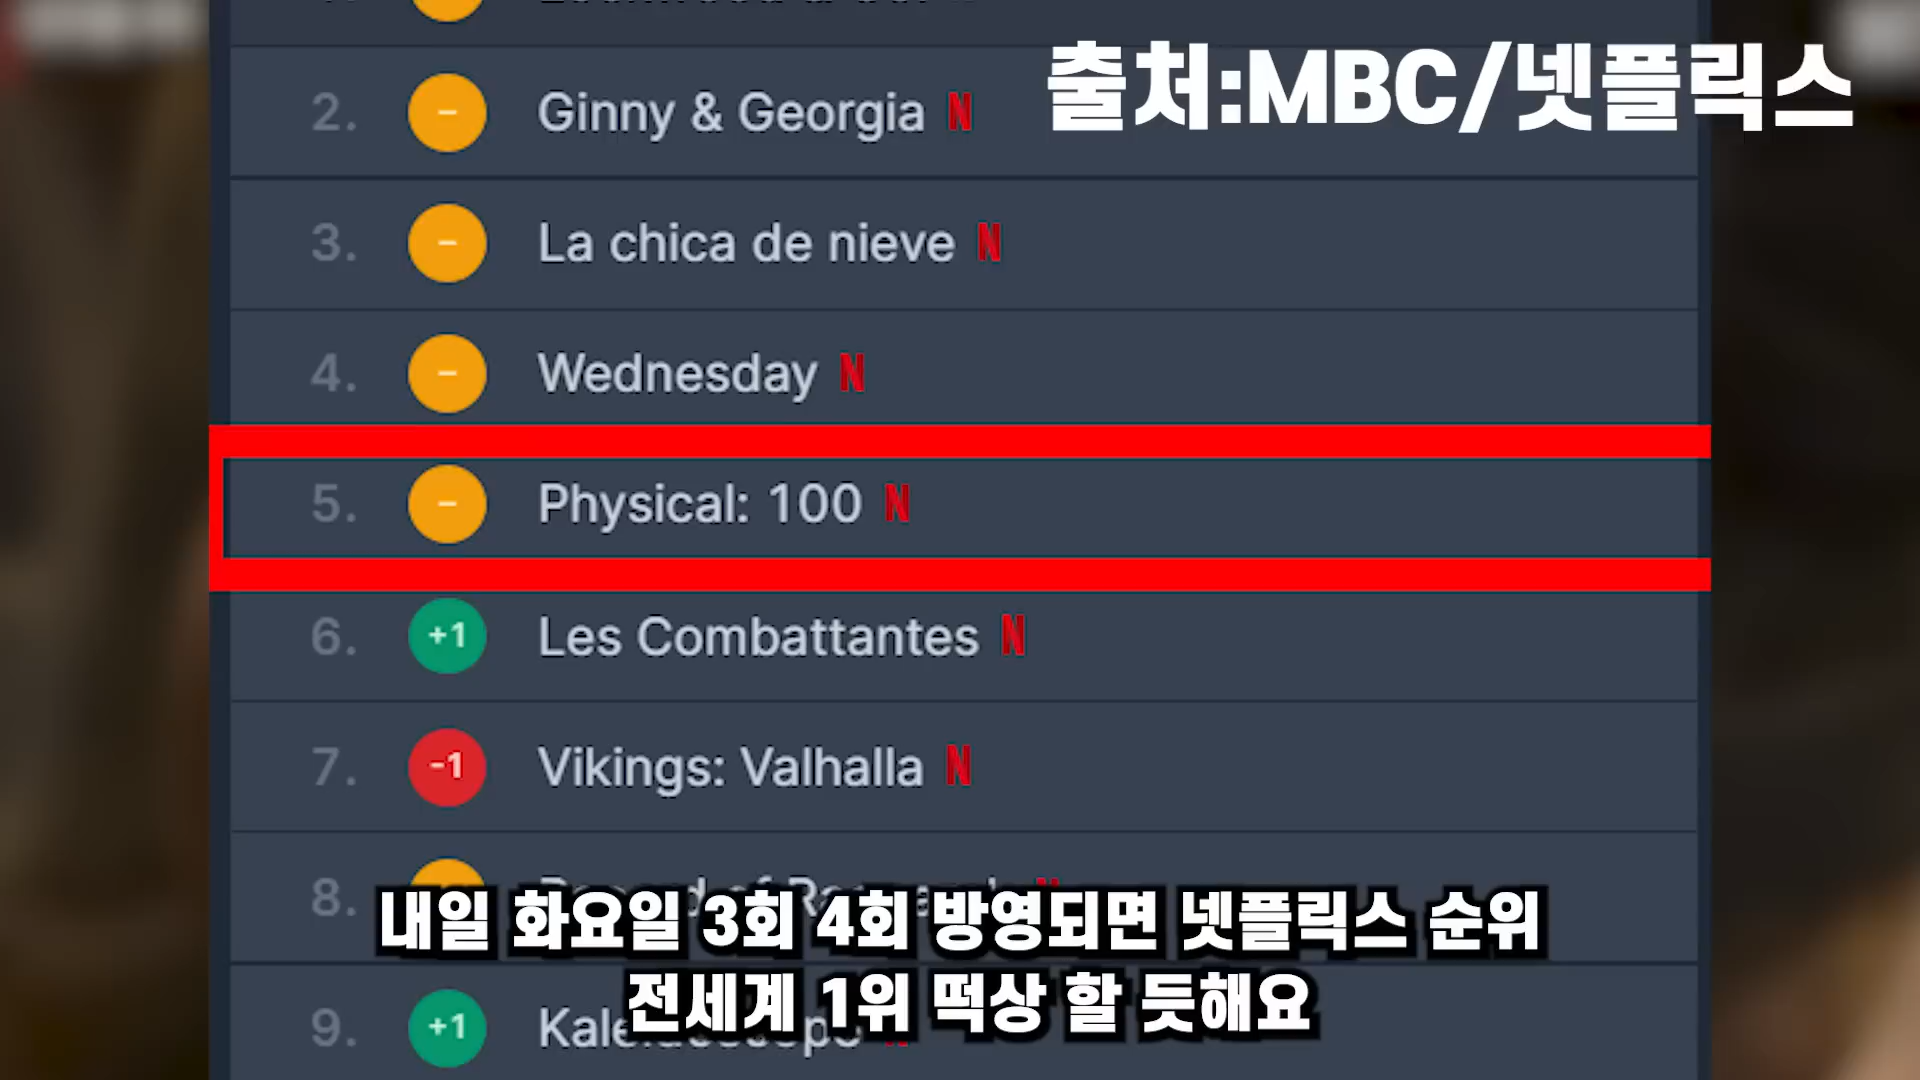 출처:MBC/넷플릭스
2. – Ginny & Georgia N
3. – La chica de nieve N
4. – Wednesday N
5. – Physical: 100 N
6. +1 Les Combattantes N
7. -1 Vikings: Valhalla N
8.
내일 화요일 3회 4회 방영되면 넷플릭스 순위
전세계 1위 떡상 할 듯해요
9. +1